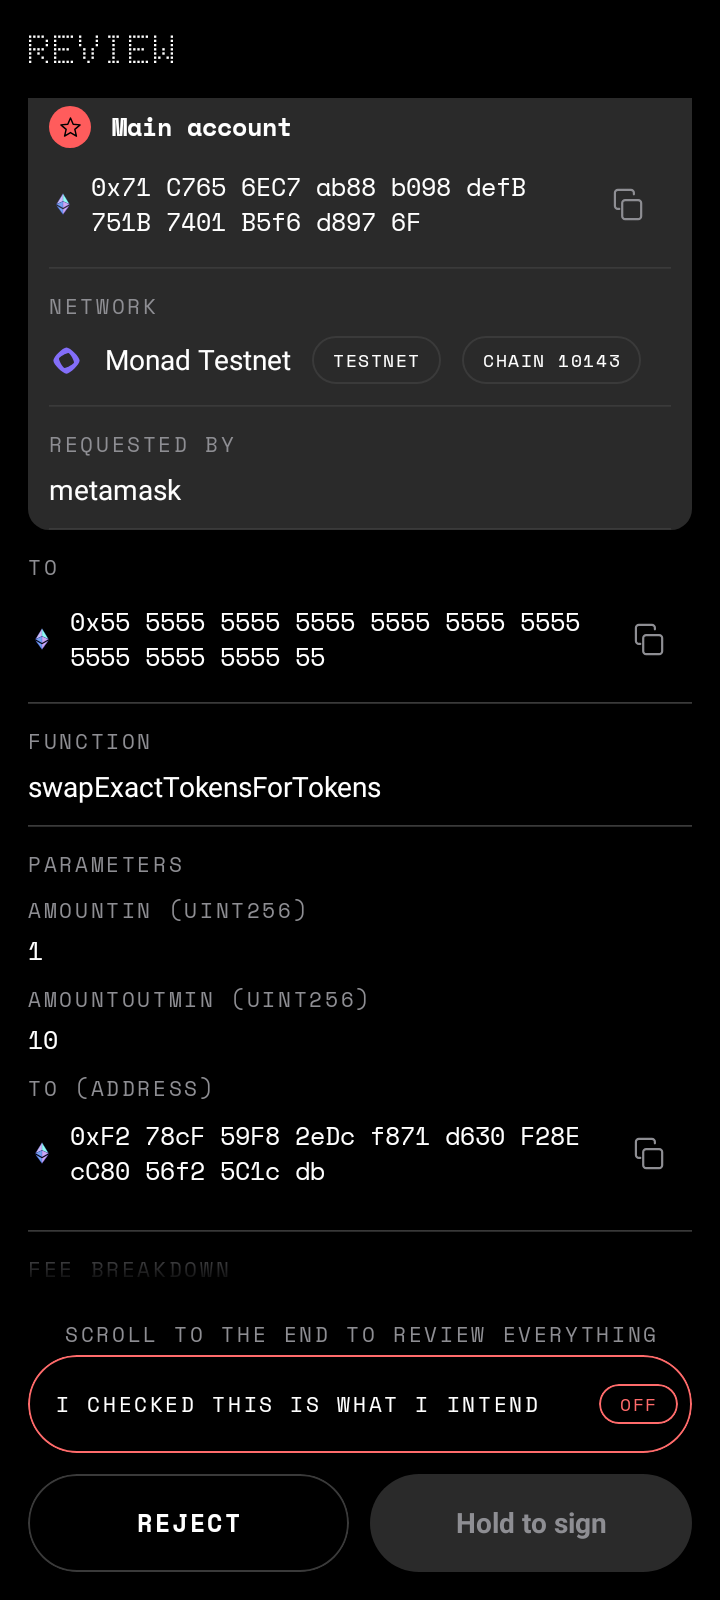 REVIEW
Main account
0x71 C765 6EC7 ab88 b098 defB
751B 7401 B5f6 d897 6F
NETWORK
Monad Testnet
TESTNET
CHAIN 10143
REQUESTED BY
metamask
TO
0x55 5555 5555 5555 5555 5555 5555
5555 5555 5555 55
FUNCTION
swapExactTokensForTokens
PARAMETERS
AMOUNTIN (UINT256)
1
AMOUNTOUTMIN (UINT256)
10
TO (ADDRESS)
0xF2 78cF 59F8 2eDc f871 d630 F28E
cC80 56f2 5C1c db
FEE BREAKDOWN
SCROLL TO THE END TO REVIEW EVERYTHING
I CHECKED THIS IS WHAT I INTEND
OFF
REJECT
Hold to sign